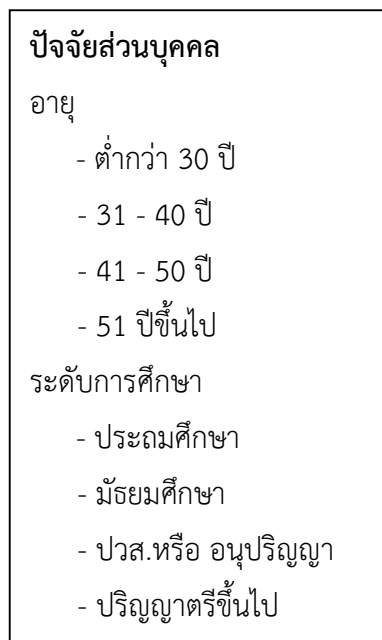 ปัจจัยส่วนบุคคล
อายุ
- ต่ำกว่า 30 ปี
- 31 - 40 ปี
- 41 - 50 ปี
- 51 ปีขึ้นไป
ระดับการศึกษา
- ประถมศึกษา
- มัธยมศึกษา
- ปวส.หรือ อนุปริญญา
- ปริญญาตรีขึ้นไป